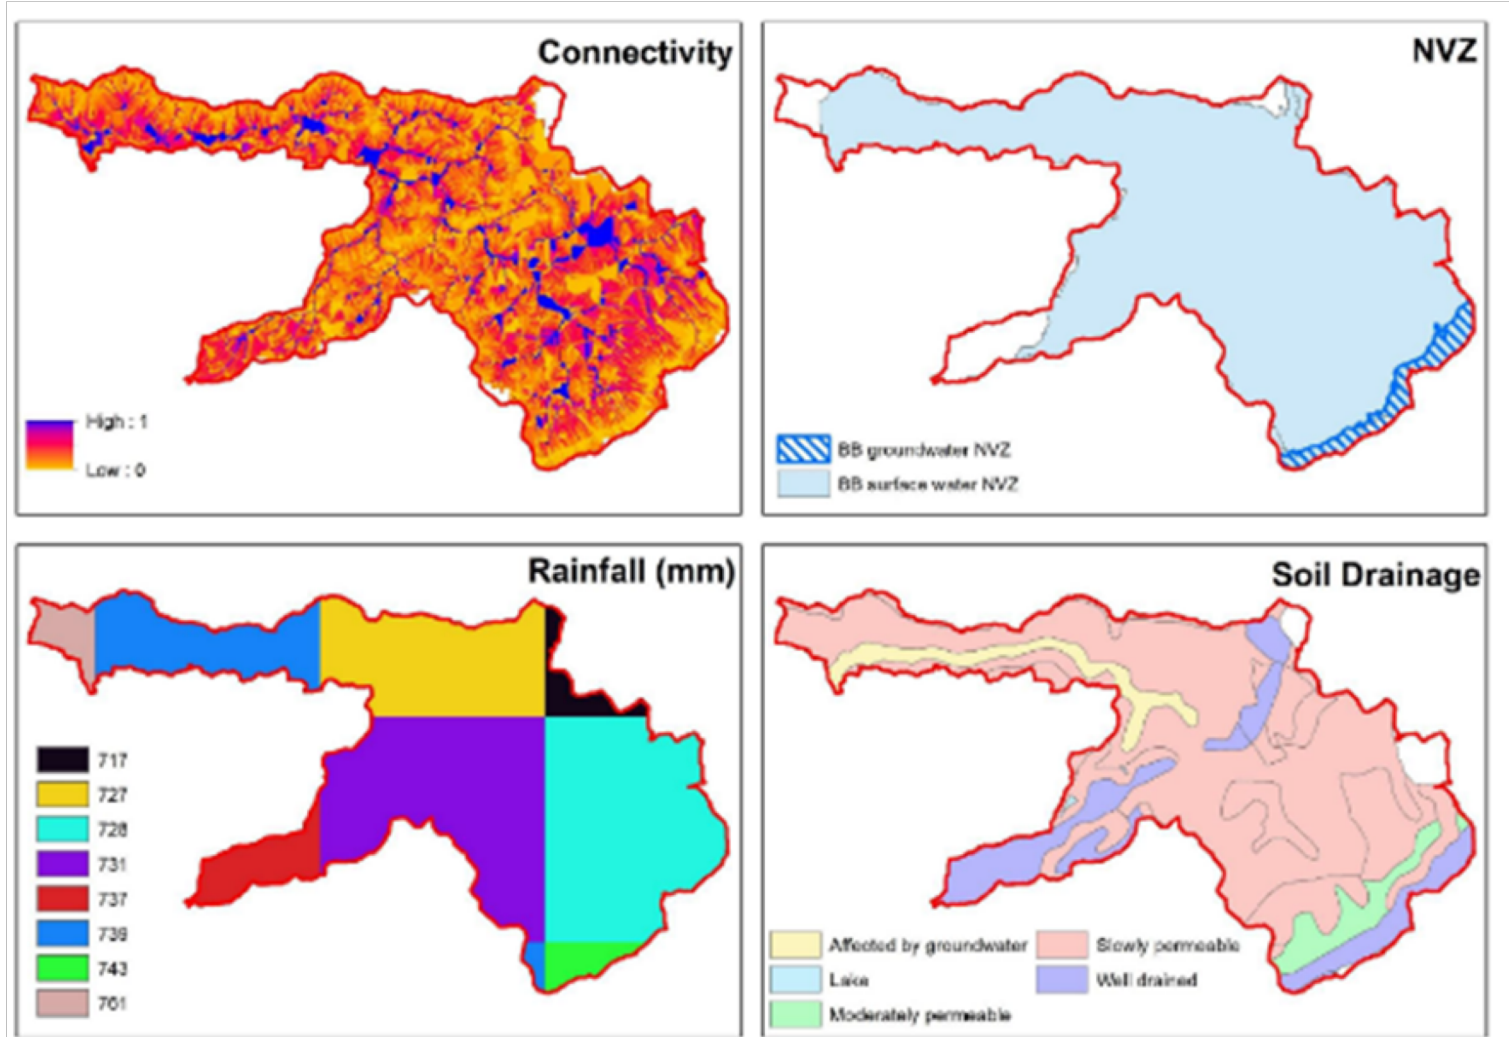 Connectivity
High : 1
Low : 0
NVZ
BB groundwater NVZ
BB surface water NVZ
Rainfall (mm)
717
727
728
731
737
739
743
761
Soil Drainage
Affected by groundwater
Lake
Moderately permeable
Slowly permeable
Well drained